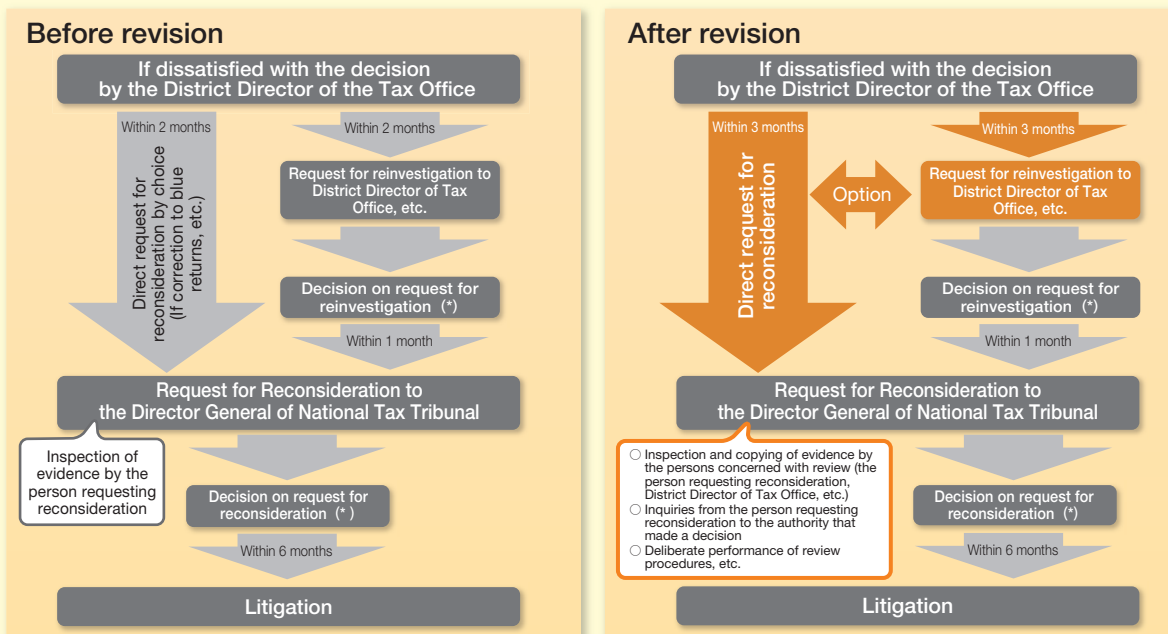 Before revision
If dissatisfied with the decision
by the District Director of the Tax Office
Within 2 months
Direct request for
reconsideration by choice
(If correction to blue
returns, etc.)
Within 2 months
Request for reinvestigation to
District Director of Tax
Office, etc.
Decision on request for
reinvestigation (*)
Within 1 month
Request for Reconsideration to
the Director General of National Tax Tribunal
Inspection of
evidence by the
person requesting
reconsideration
Decision on request for
reconsideration (* )
Within 6 months
Litigation
After revision
If dissatisfied with the decision
by the District Director of the Tax Office
Within 3 months
Direct request for
reconsideration
Option
Within 3 months
Request for reinvestigation to
District Director of Tax
Office, etc.
Decision on request for
reinvestigation (*)
Within 1 month
Request for Reconsideration to
the Director General of National Tax Tribunal
○ Inspection and copying of evidence by
the persons concerned with review (the
person requesting reconsideration,
District Director of Tax Office, etc.)
○ Inquiries from the person requesting
reconsideration to the authority that
made a decision
○ Deliberate performance of review
procedures, etc.
Decision on request for
reconsideration (*)
Within 6 months
Litigation